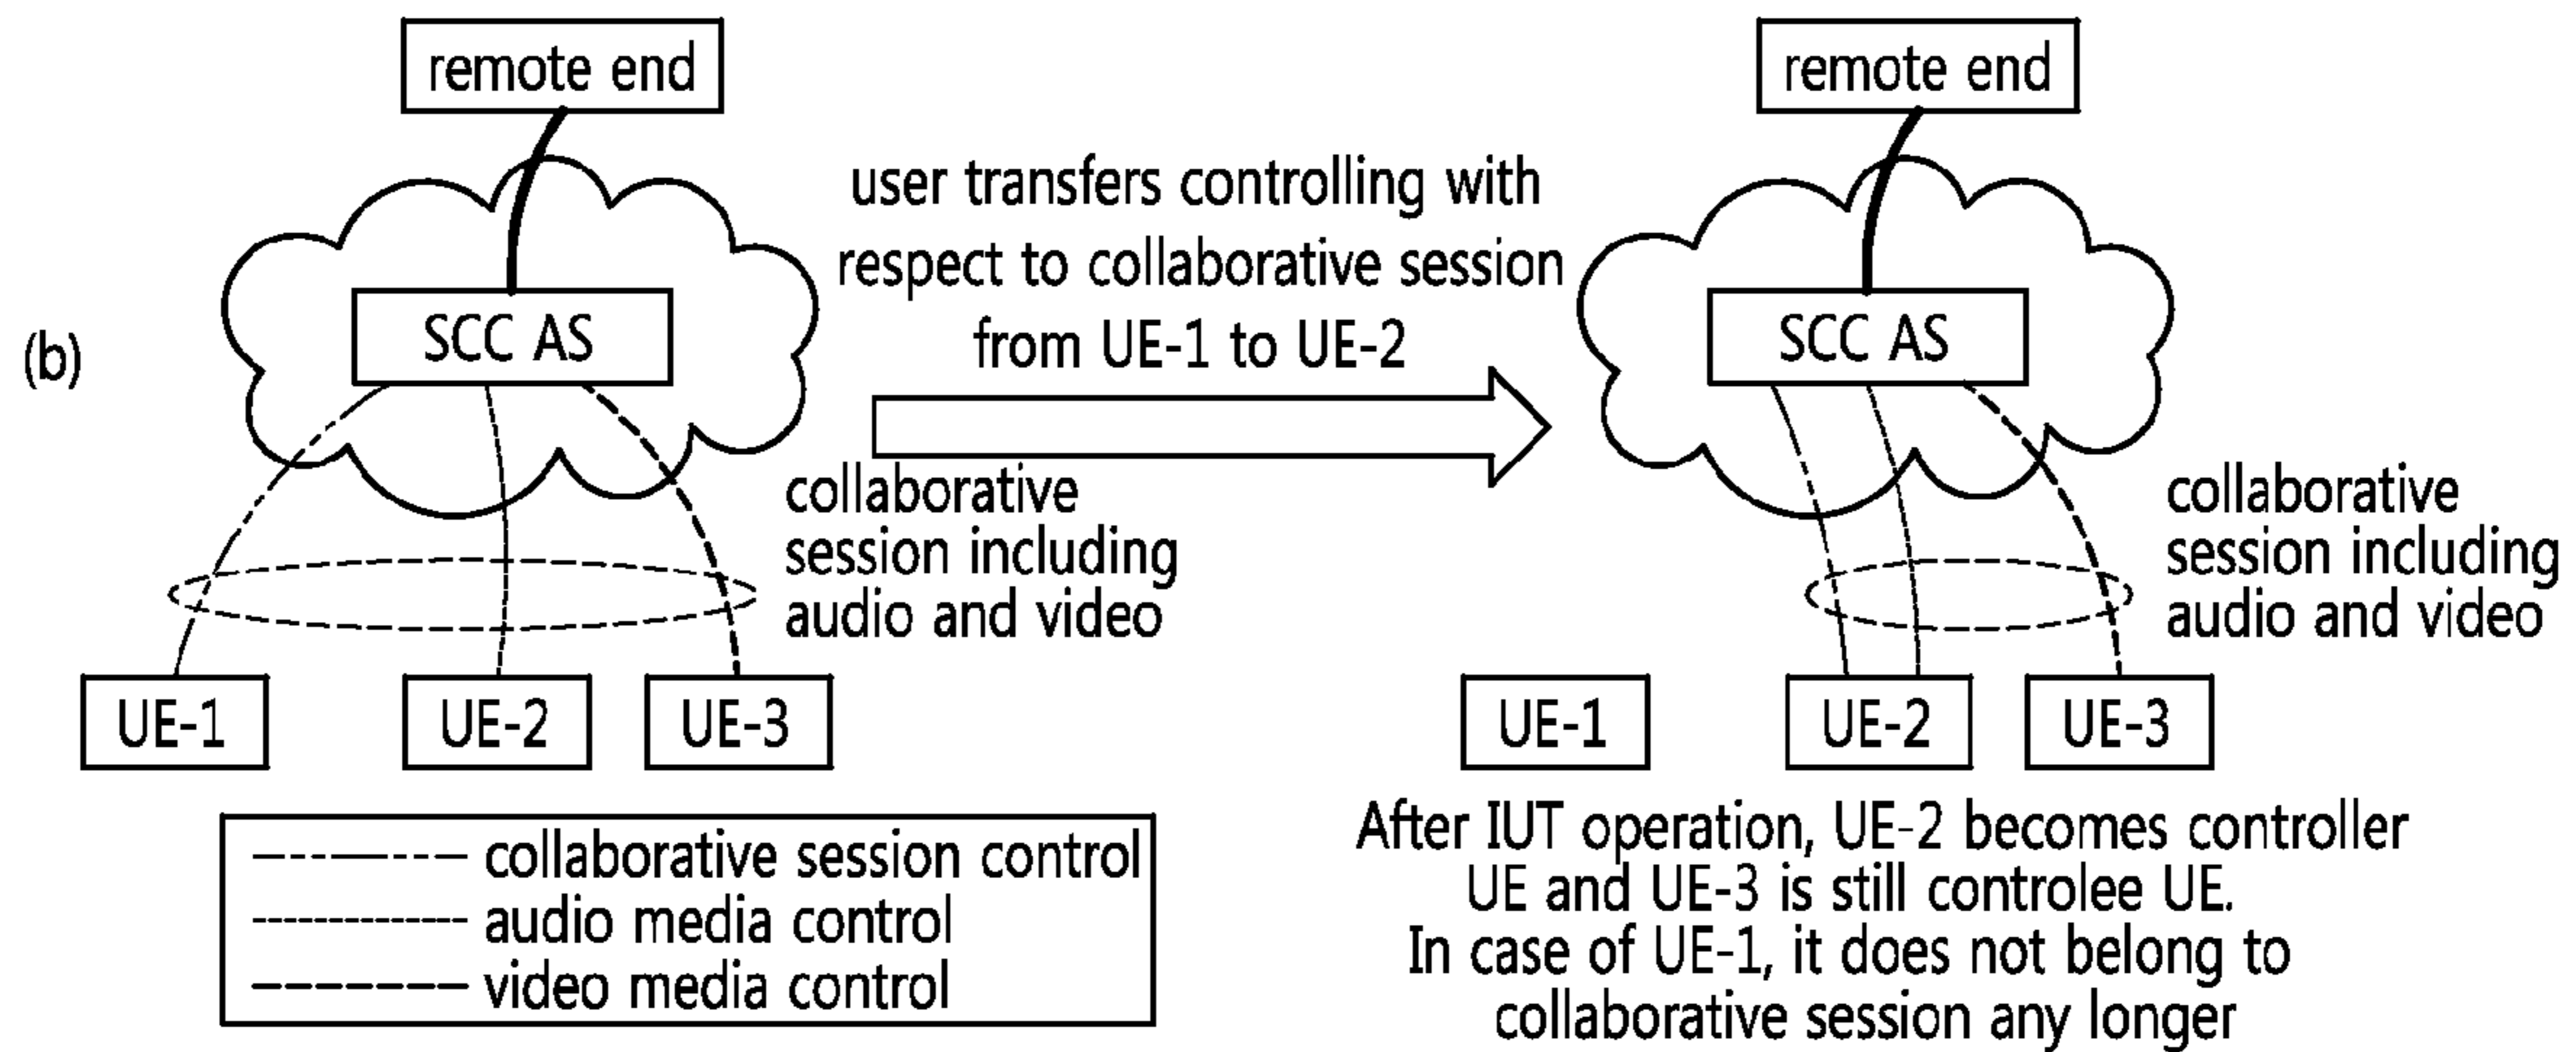 remote end
SCC AS
(b)
UE-1
UE-2
UE-3
collaborative
session including
audio and video
user transfers controlling with
respect to collaborative session
from UE-1 to UE-2
remote end
SCC AS
collaborative
session including
audio and video
UE-1
UE-2
UE-3
collaborative session control
audio media control
video media control
After IUT operation, UE-2 becomes controller
UE and UE-3 is still controlee UE.
In case of UE-1, it does not belong to
collaborative session any longer